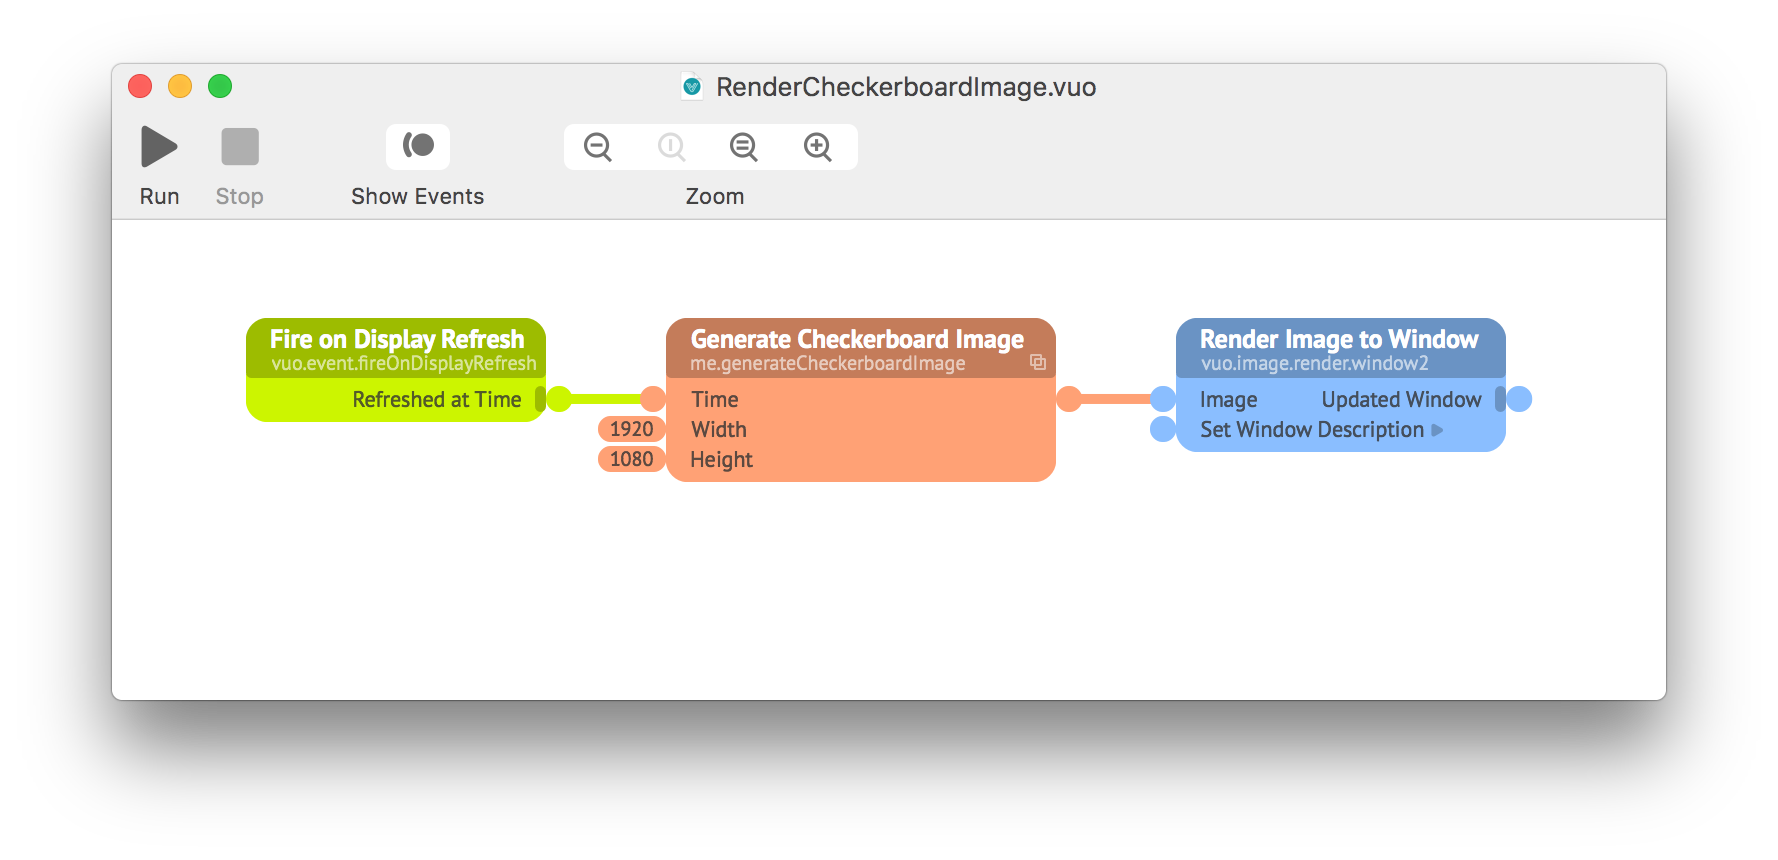 RenderCheckerboardImage.vuo
Run
Stop
Show Events
Zoom
Fire on Display Refresh
vuo.event.fireOnDisplayRefresh
Refreshed at Time
Generate Checkerboard Image
me.generateCheckerboardImage
Time
1920 Width
1080 Height
Render Image to Window
vuo.image.render.window2
Image Updated Window
Set Window Description